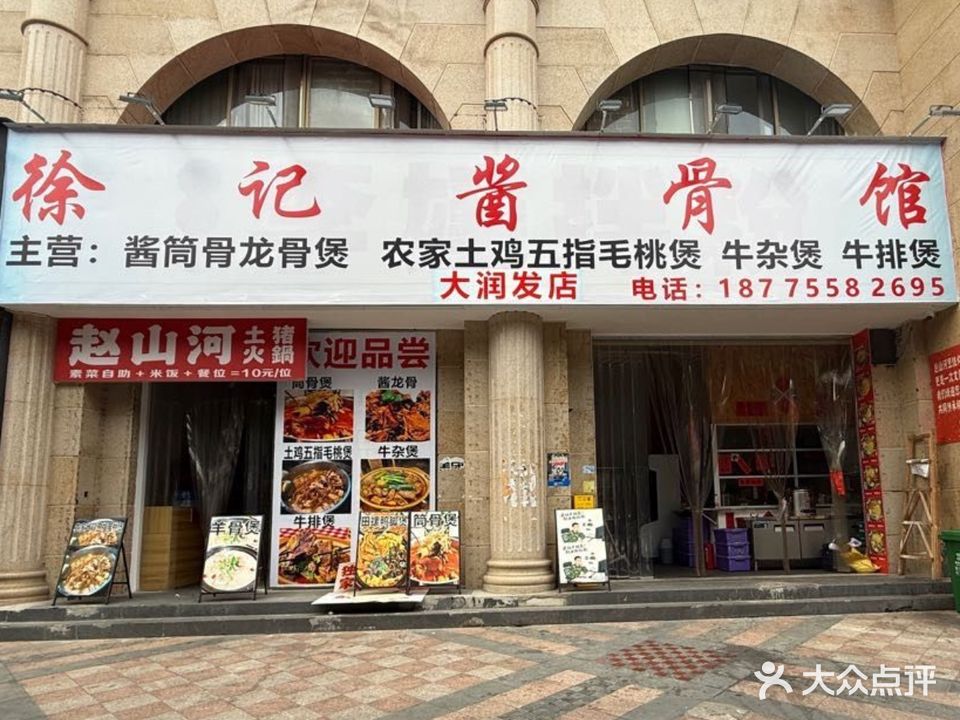 徐记酱骨馆
主营：酱筒骨龙骨煲 农家土鸡五指毛桃煲 牛杂煲 牛排煲
大润发店 电话：18775582695
赵山河 土猪火鍋
素菜自助+米饭+餐位=10元/位
欢迎品尝
筒骨煲 酱龙骨
土鸡五指毛桃煲 牛杂煲
牛排煲
筒骨煲
羊骨煲
大众点评